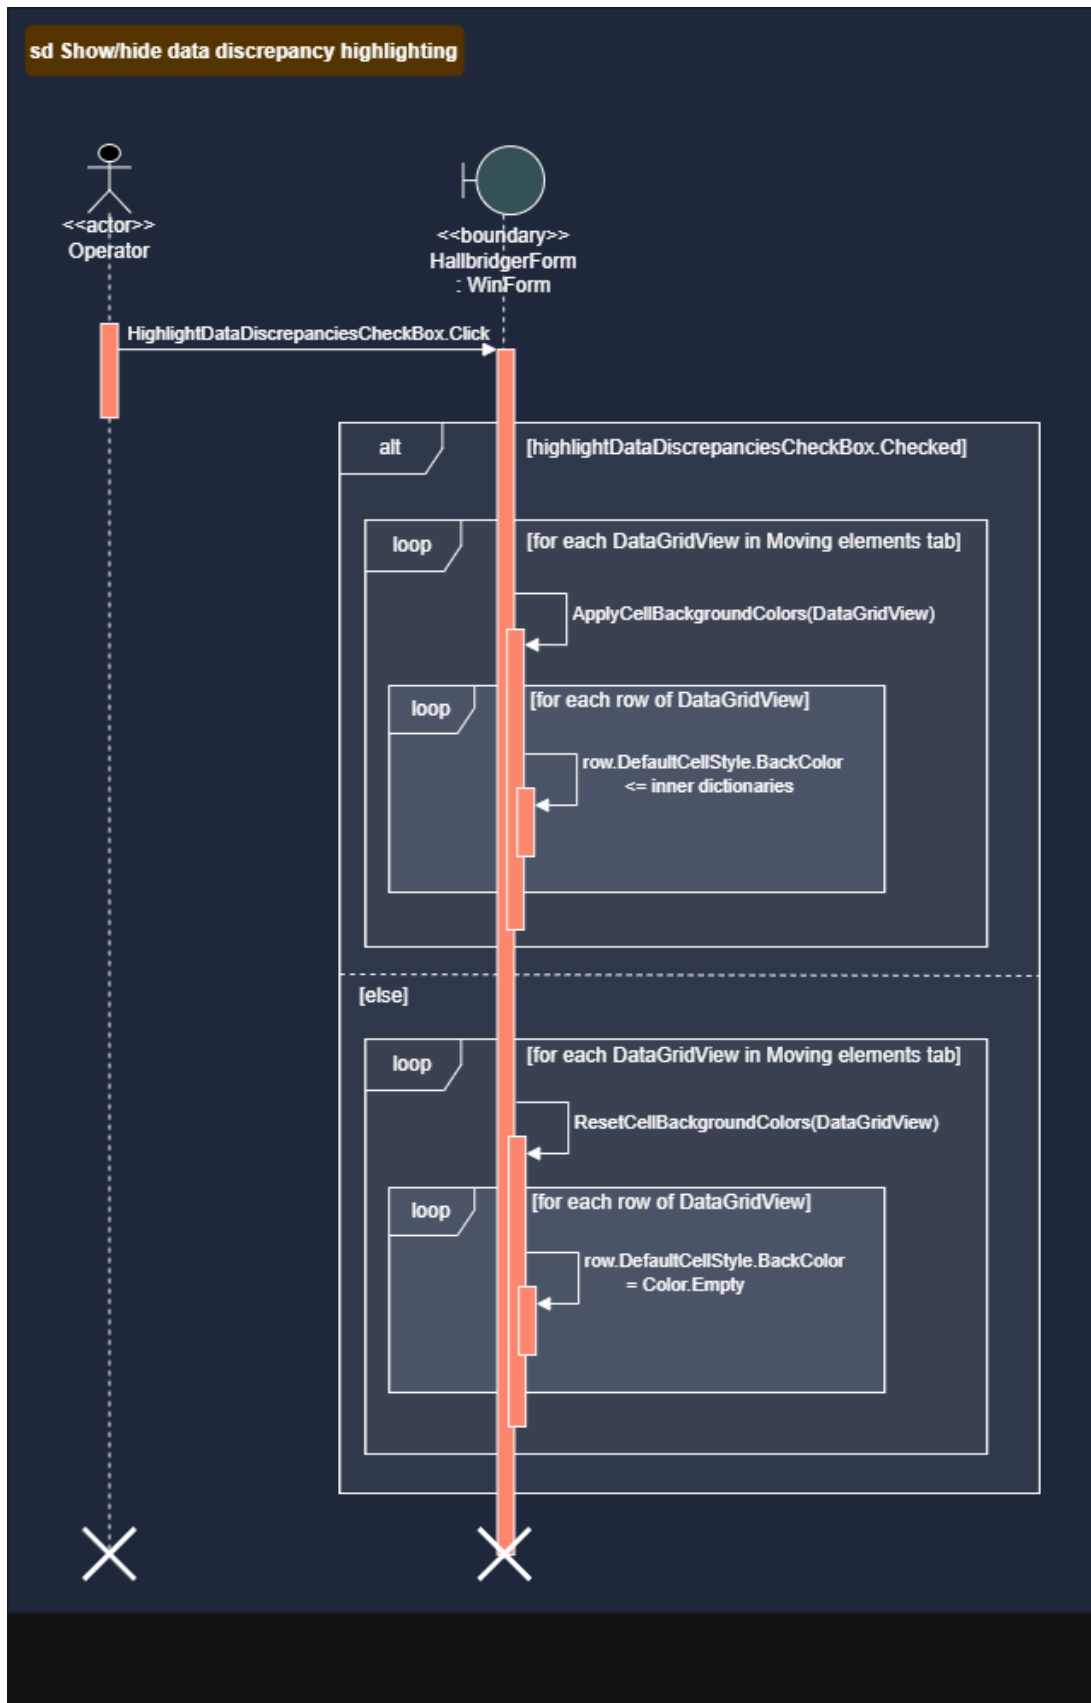 sd Show/hide data discrepancy highlighting
<<actor>>
Operator
<<boundary>>
HallbridgerForm
: WinForm
HighlightDataDiscrepanciesCheckBox.Click
alt
[highlightDataDiscrepanciesCheckBox.Checked]
loop
[for each DataGridView in Moving elements tab]
ApplyCellBackgroundColors(DataGridView)
loop
[for each row of DataGridView]
row.DefaultCellStyle.BackColor
<= inner dictionaries
[else]
loop
[for each DataGridView in Moving elements tab]
ResetCellBackgroundColors(DataGridView)
loop
[for each row of DataGridView]
row.DefaultCellStyle.BackColor
= Color.Empty